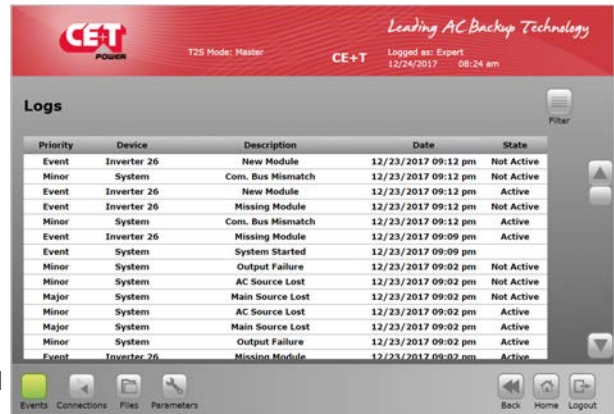 CE+T
POWER
Leading AC Backup Technology
T2S Mode: Master
CE+T
Logged as: Expert
12/24/2017 08:24 am
Logs
Filter
Priority Device Description Date State
Event Inverter 26 New Module 12/23/2017 09:12 pm Not Active
Minor System Com. Bus Mismatch 12/23/2017 09:12 pm Not Active
Event Inverter 26 New Module 12/23/2017 09:12 pm Active
Event Inverter 26 Missing Module 12/23/2017 09:12 pm Not Active
Minor System Com. Bus Mismatch 12/23/2017 09:12 pm Active
Event Inverter 26 Missing Module 12/23/2017 09:09 pm Active
Event System System Started 12/23/2017 09:09 pm
Minor System Output Failure 12/23/2017 09:02 pm Not Active
Minor System AC Source Lost 12/23/2017 09:02 pm Not Active
Major System Main Source Lost 12/23/2017 09:02 pm Not Active
Minor System AC Source Lost 12/23/2017 09:02 pm Active
Major System Main Source Lost 12/23/2017 09:02 pm Active
Minor System Output Failure 12/23/2017 09:02 pm Active
Event Inverter 26 Missing Module 12/23/2017 09:02 pm Active
Events Connections Files Parameters Back Home Logout